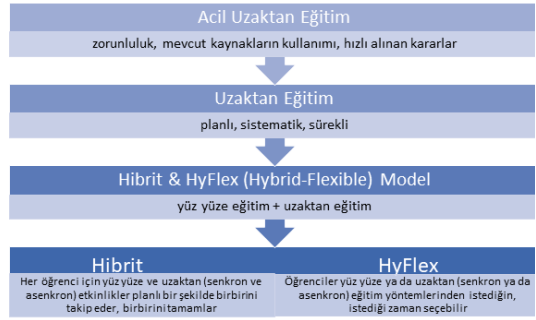 Acil Uzaktan Eğitim
zorunluluk, mevcut kaynakların kullanımı, hızlı alınan kararlar
Uzaktan Eğitim
planlı, sistematik, sürekli
Hibrit & HyFlex (Hybrid-Flexible) Model
yüz yüze eğitim + uzaktan eğitim
Hibrit
Her öğrenci için yüz yüze ve uzaktan (senkron ve
asenkron) etkinlikler planlı bir şekilde birbirini
takip eder, birbirini tamamlar
HyFlex
Öğrenciler yüz yüze ya da uzaktan (senkron ya da
asenkron) eğitim yöntemlerinden istediğin,
istediği zaman seçebilir